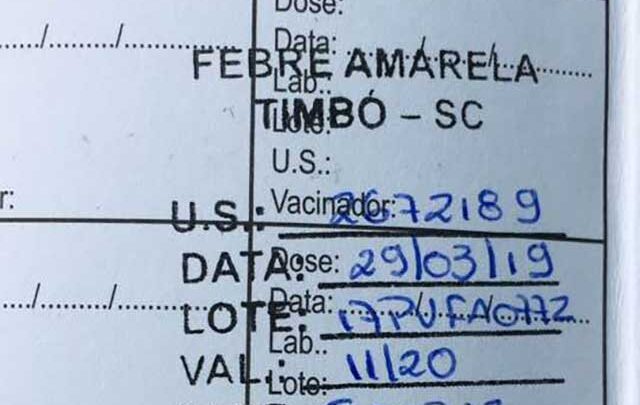 Dose:
Data: ...../...../.....
FEBRE AMARELA
Lab.:
TIMBÓ – SC
Lote:
U.S.:
Vacinador:
U.S.: 2672189
Dose:
DATA: 29/03/19
Data: ...../...../.....
LOTE:
Lab.:
VAL.: 11/20
Lote: